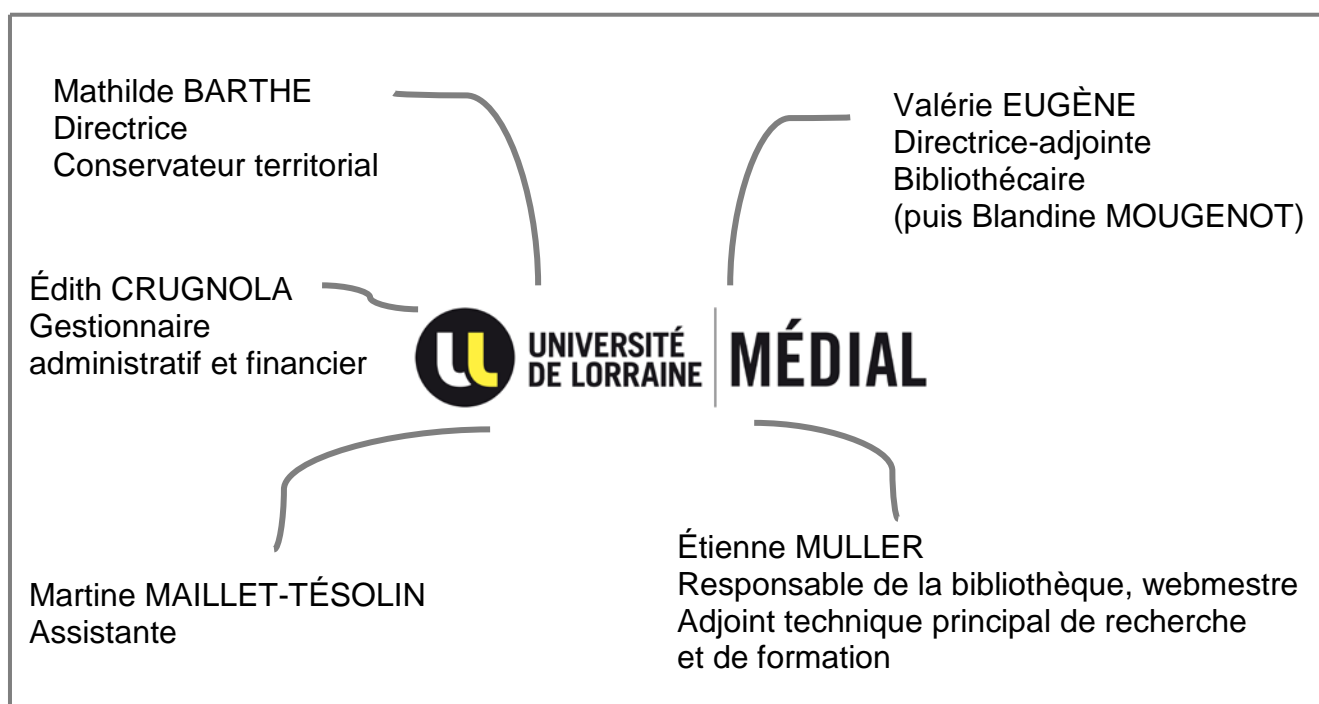 Mathilde BARTHE
Directrice
Conservateur territorial
Valérie EUGÈNE
Directrice-adjointe
Bibliothécaire
(puis Blandine MOUGENOT)
Édith CRUGNOLA
Gestionnaire
administratif et financier
UNIVERSITÉ
DE LORRAINE
MÉDIAL
Martine MAILLET-TÉSOLIN
Assistante
Étienne MULLER
Responsable de la bibliothèque, webmestre
Adjoint technique principal de recherche
et de formation